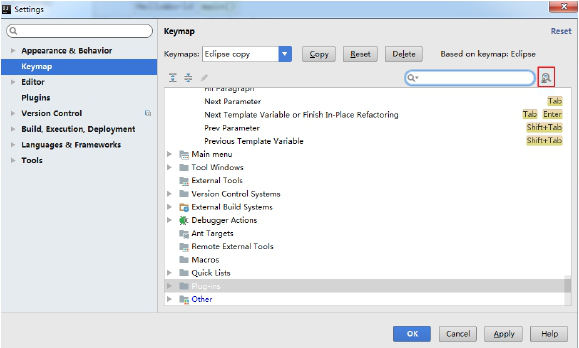 HelloWorld main()
Settings
Keymap
Reset
Appearance & Behavior
Keymap
Editor
Plugins
Version Control
Build, Execution, Deployment
Languages & Frameworks
Tools
Keymaps: Eclipse copy Copy Reset Delete Based on keymap: Eclipse
Fill Paragraph
Next Parameter Tab
Next Template Variable or Finish In-Place Refactoring Tab Enter
Prev Parameter Shift+Tab
Previous Template Variable Shift+Tab
Main menu
Tool Windows
External Tools
Version Control Systems
External Build Systems
Debugger Actions
Ant Targets
Remote External Tools
Macros
Quick Lists
Plug-ins
Other
OK Cancel Apply Help